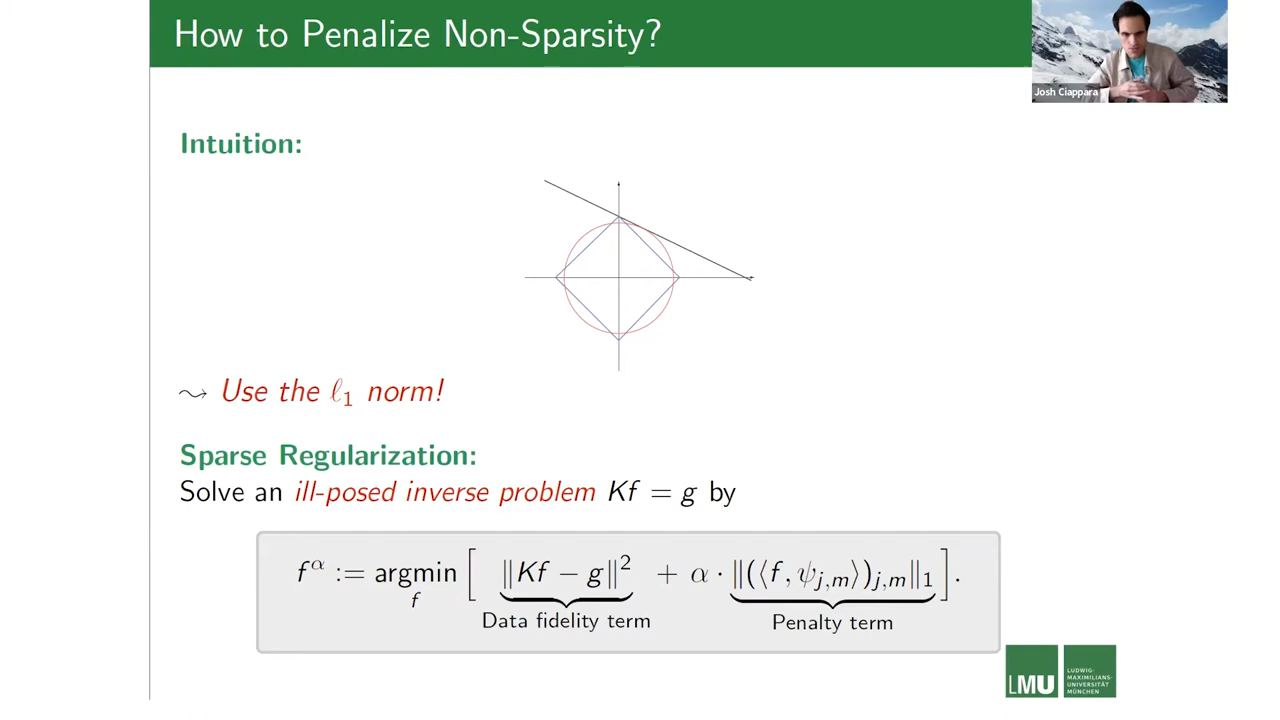 How to Penalize Non-Sparsity?
Josh Ciappara
Intuition:
⇝ Use the ℓ₁ norm!
Sparse Regularization:
Solve an ill-posed inverse problem Kf = g by
f^α := argmin_f [ ‖Kf − g‖² + α · ‖(⟨f, ψ_{j,m}⟩)_{j,m}‖₁ ].
Data fidelity term Penalty term
LMU
LUDWIG-
MAXIMILIANS-
UNIVERSITÄT
MÜNCHEN